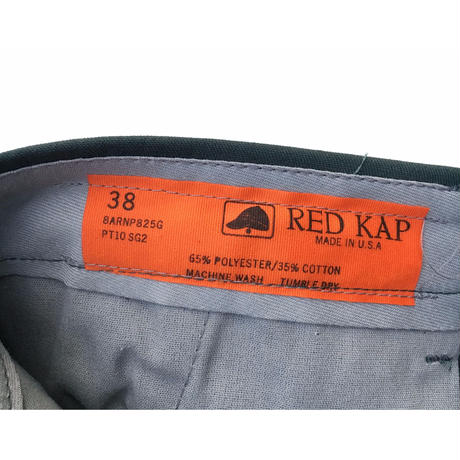 38
8ARNP825G
PT10 SG2
RED KAP
MADE IN U.S.A
65% POLYESTER/35% COTTON
MACHINE WASH TUMBLE DRY